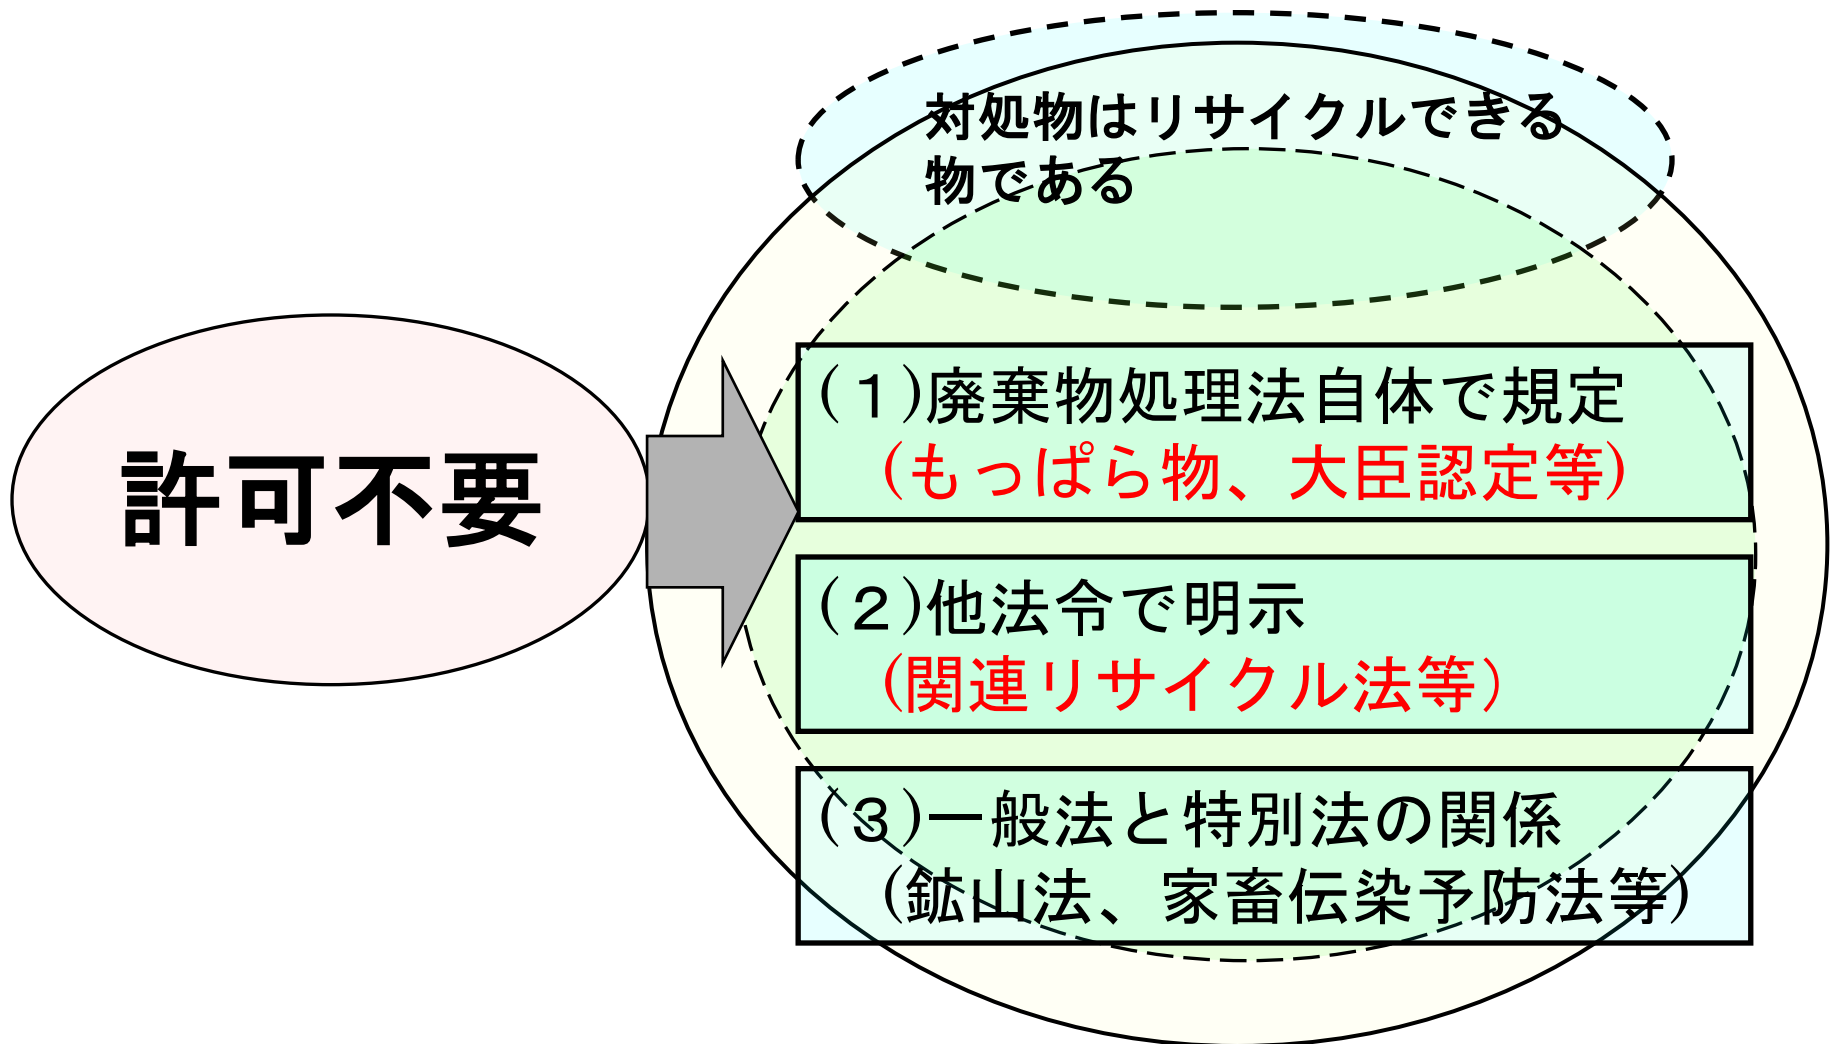 対処物はリサイクルできる
物である
許可不要
(１)廃棄物処理法自体で規定
(もっぱら物、大臣認定等)
(２)他法令で明示
(関連リサイクル法等）
(３)一般法と特別法の関係
(鉱山法、家畜伝染予防法等)